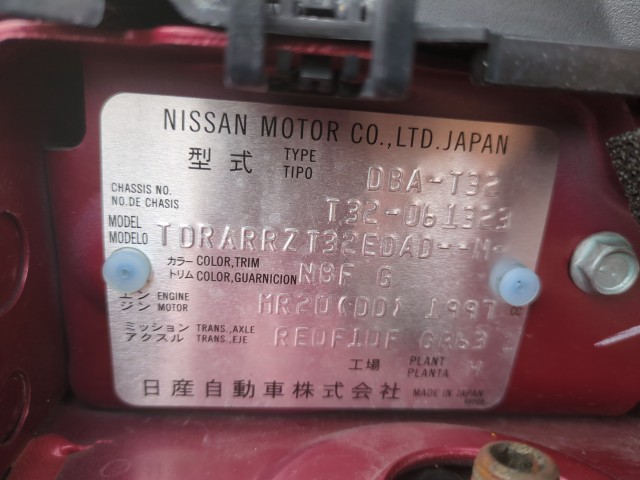 NISSAN MOTOR CO.,LTD.JAPAN
型式 TYPE TIPO DBA-T32
CHASSIS NO. NO.DE CHASIS T32-061323
MODEL MODELO TDRARRZT32EDAD--N-
カラー COLOR,TRIM
トリム COLOR,GUARNICION NBF G
エンジン ENGINE MOTOR MR20(DD) 1997 CC
ミッション TRANS.,AXLE
アクスル TRANS.,EJE RE0F10F GR63
工場 PLANT PLANTA
日産自動車株式会社 MADE IN JAPAN